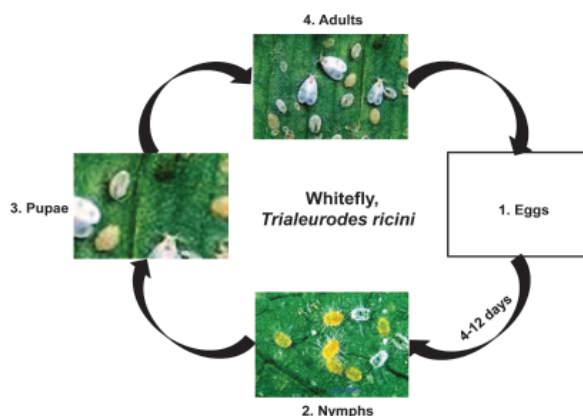 4. Adults
3. Pupae
Whitefly,
Trialeurodes ricini
1. Eggs
4-12 days
2. Nymphs